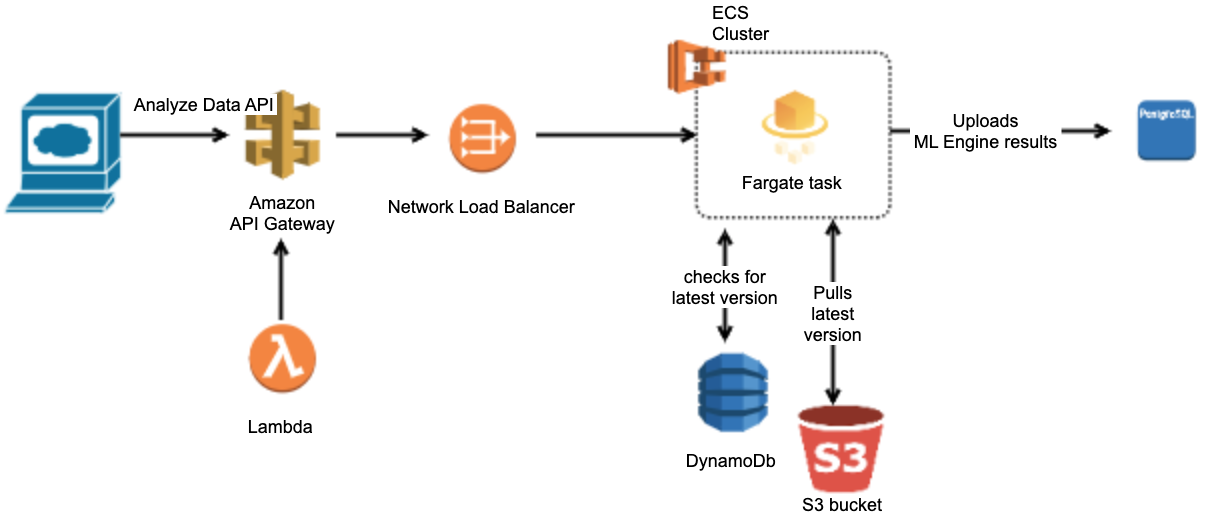 ECS
Cluster
Analyze Data API
Amazon
API Gateway
Network Load Balancer
Fargate task
Uploads
ML Engine results
PostgreSQL
checks for
latest version
Pulls
latest
version
Lambda
DynamoDb
S3
S3 bucket